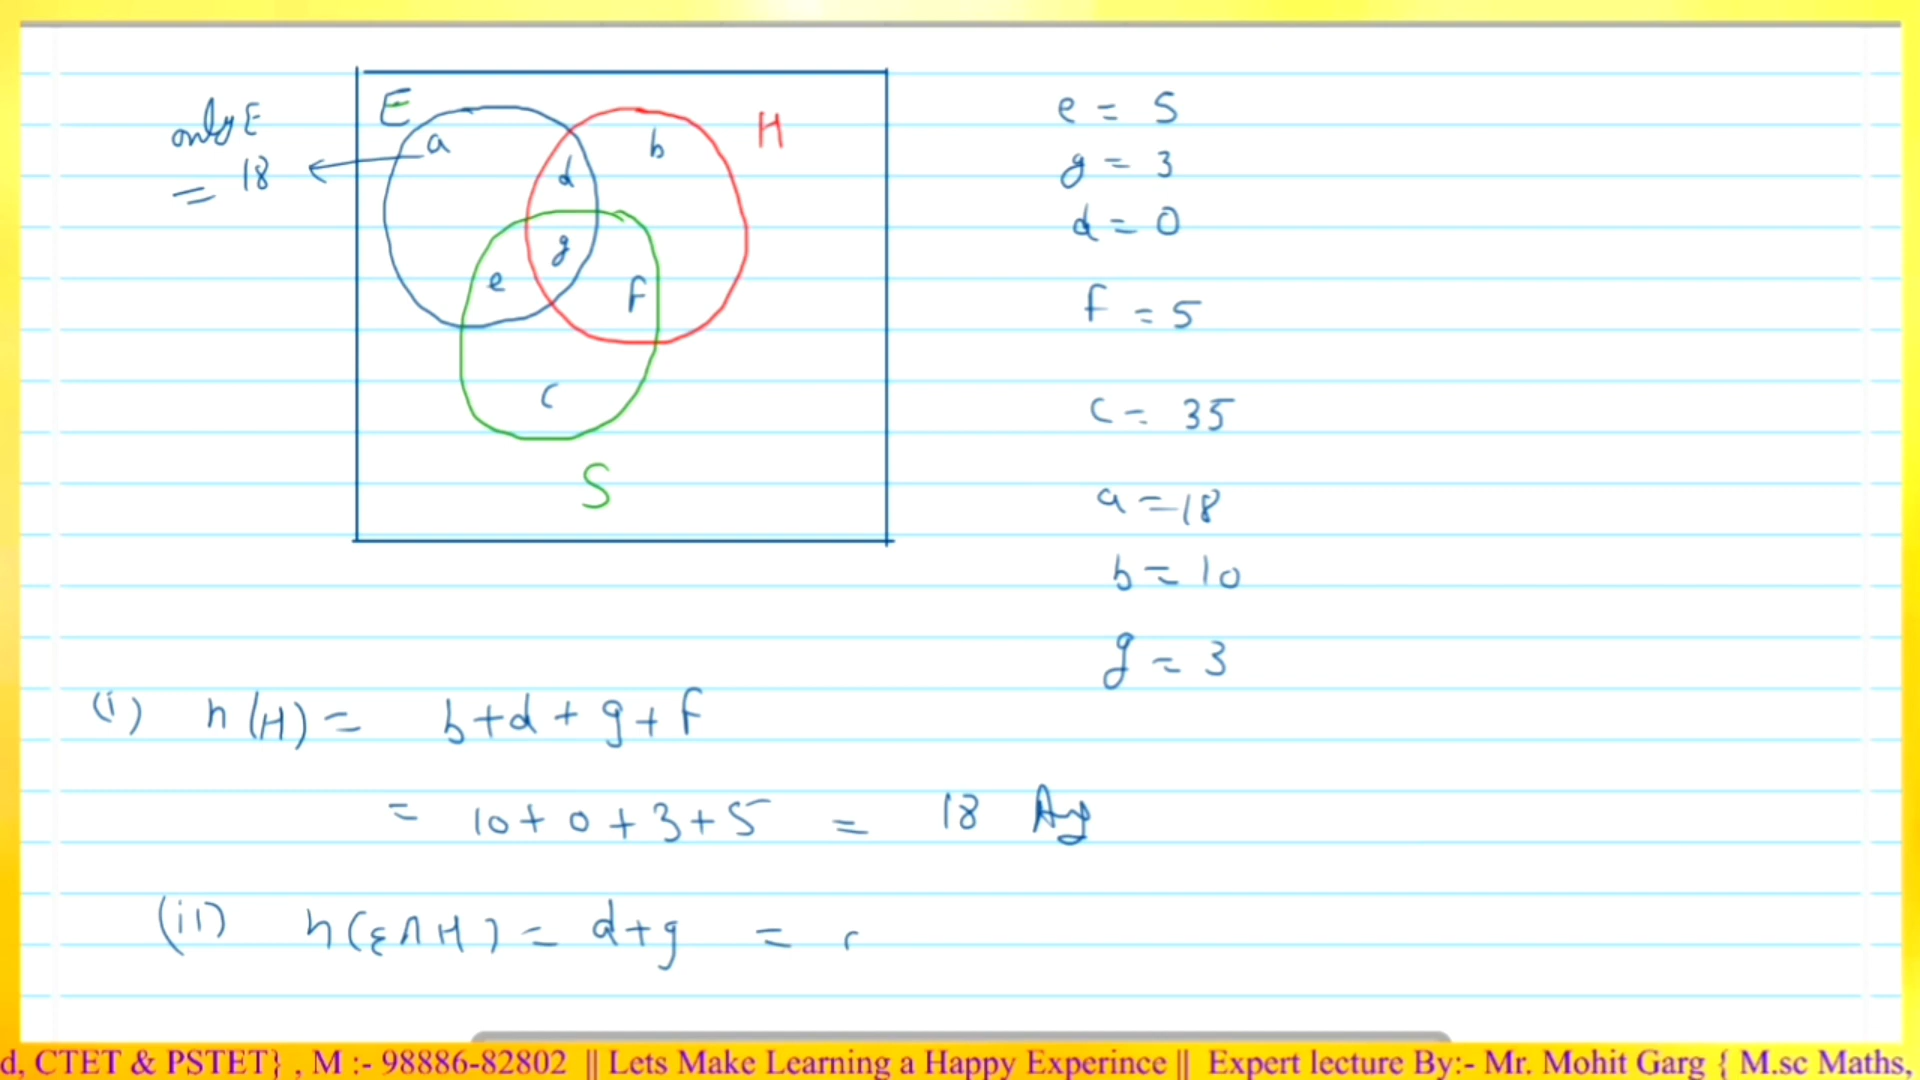 only E
= 18
E
a
d
b
H
g
e
f
c
S
e = 5
g = 3
d = 0
f = 5
c = 35
a = 18
b = 10
g = 3
(i) n(H) = b+d+g+f
= 10+0+3+5 = 18 Ans
(ii) n(E∩H) = d+g =
d, CTET & PSTET} , M :- 98886-82802 || Lets Make Learning a Happy Experince || Expert lecture By:- Mr. Mohit Garg { M.sc Maths,